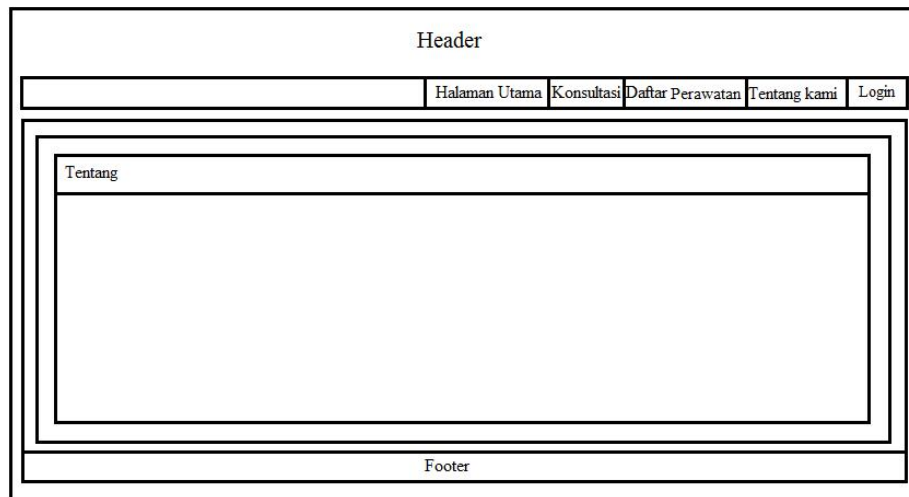 Header
Halaman Utama Konsultasi Daftar Perawatan Tentang kami Login
Tentang
Footer